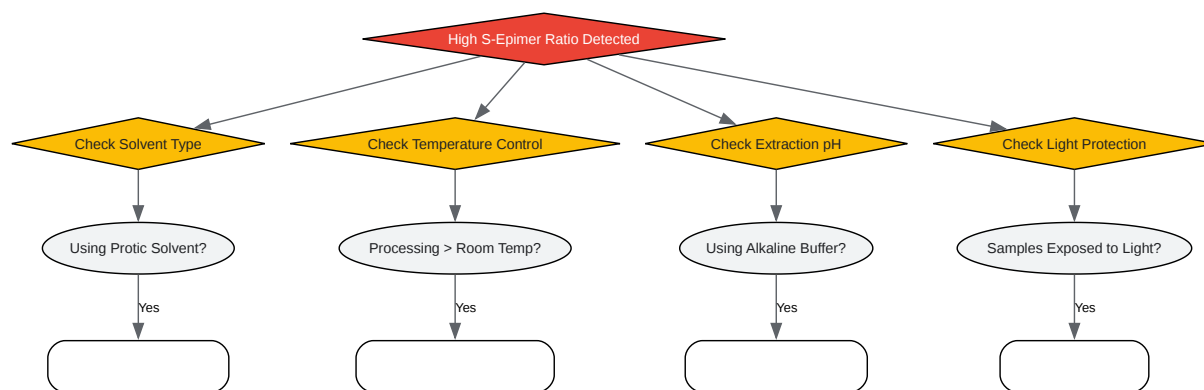 High S-Epimer Ratio Detected
Check Solvent Type
Check Temperature Control
Check Extraction pH
Check Light Protection
Using Protic Solvent?
Processing > Room Temp?
Using Alkaline Buffer?
Samples Exposed to Light?
Yes
Yes
Yes
Yes